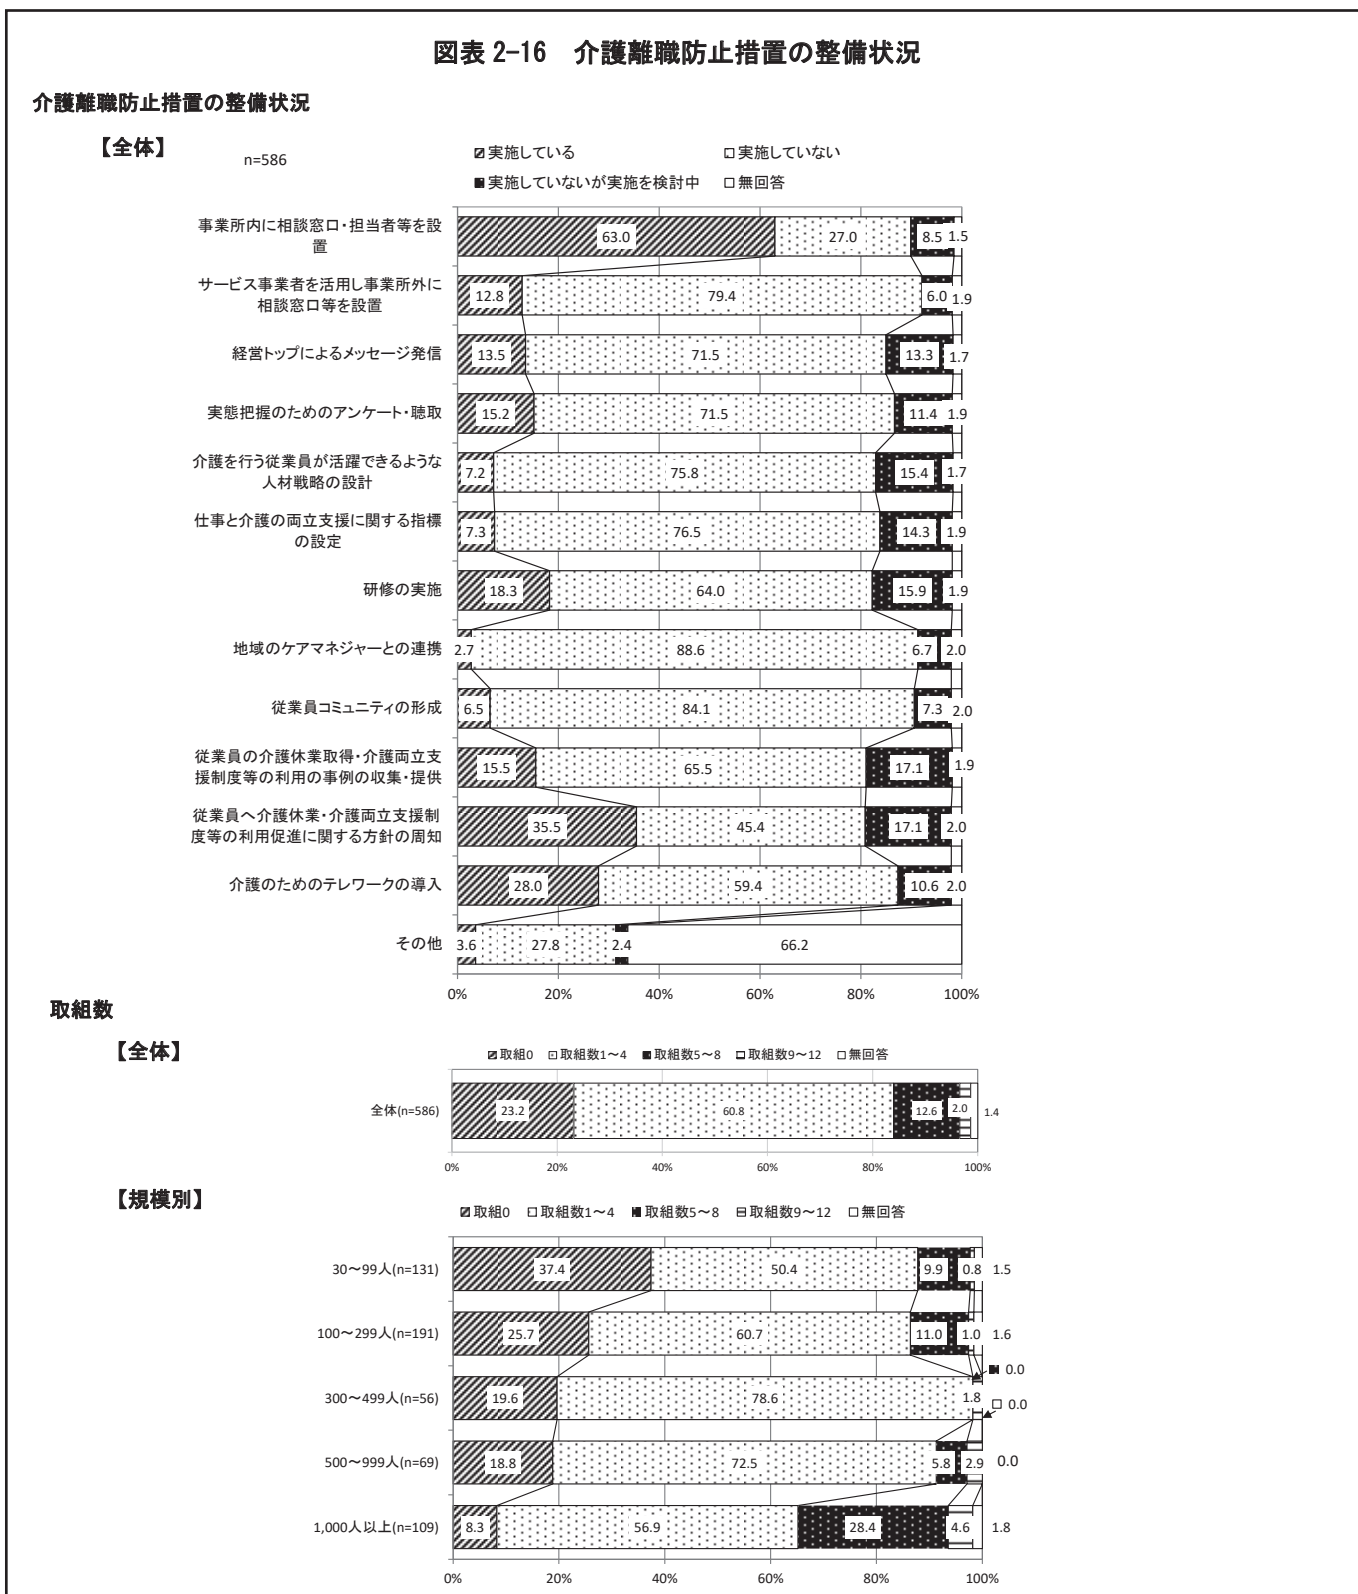 図表 2-16　介護離職防止措置の整備状況
介護離職防止措置の整備状況
【全体】
n=586
実施している
実施していない
実施していないが実施を検討中
無回答
事業所内に相談窓口・担当者等を設
置
63.0 27.0 8.5 1.5
サービス事業者を活用し事業所外に
相談窓口等を設置
12.8 79.4 6.0 1.9
経営トップによるメッセージ発信
13.5 71.5 13.3 1.7
実態把握のためのアンケート・聴取
15.2 71.5 11.4 1.9
介護を行う従業員が活躍できるような
人材戦略の設計
7.2 75.8 15.4 1.7
仕事と介護の両立支援に関する指標
の設定
7.3 76.5 14.3 1.9
研修の実施
18.3 64.0 15.9 1.9
地域のケアマネジャーとの連携
2.7 88.6 6.7 2.0
従業員コミュニティの形成
6.5 84.1 7.3 2.0
従業員の介護休業取得・介護両立支
援制度等の利用の事例の収集・提供
15.5 65.5 17.1 1.9
従業員へ介護休業・介護両立支援制
度等の利用促進に関する方針の周知
35.5 45.4 17.1 2.0
介護のためのテレワークの導入
28.0 59.4 10.6 2.0
その他
3.6 27.8 2.4 66.2
0% 20% 40% 60% 80% 100%
取組数
【全体】
取組0 取組数1～4 取組数5～8 取組数9～12 無回答
全体(n=586)
23.2 60.8 12.6 2.0 1.4
0% 20% 40% 60% 80% 100%
【規模別】
取組0 取組数1～4 取組数5～8 取組数9～12 無回答
30～99人(n=131)
37.4 50.4 9.9 0.8 1.5
100～299人(n=191)
25.7 60.7 11.0 1.0 1.6
0.0
300～499人(n=56)
19.6 78.6 1.8 0.0
500～999人(n=69)
18.8 72.5 5.8 2.9 0.0
1,000人以上(n=109)
8.3 56.9 28.4 4.6 1.8
0% 20% 40% 60% 80% 100%